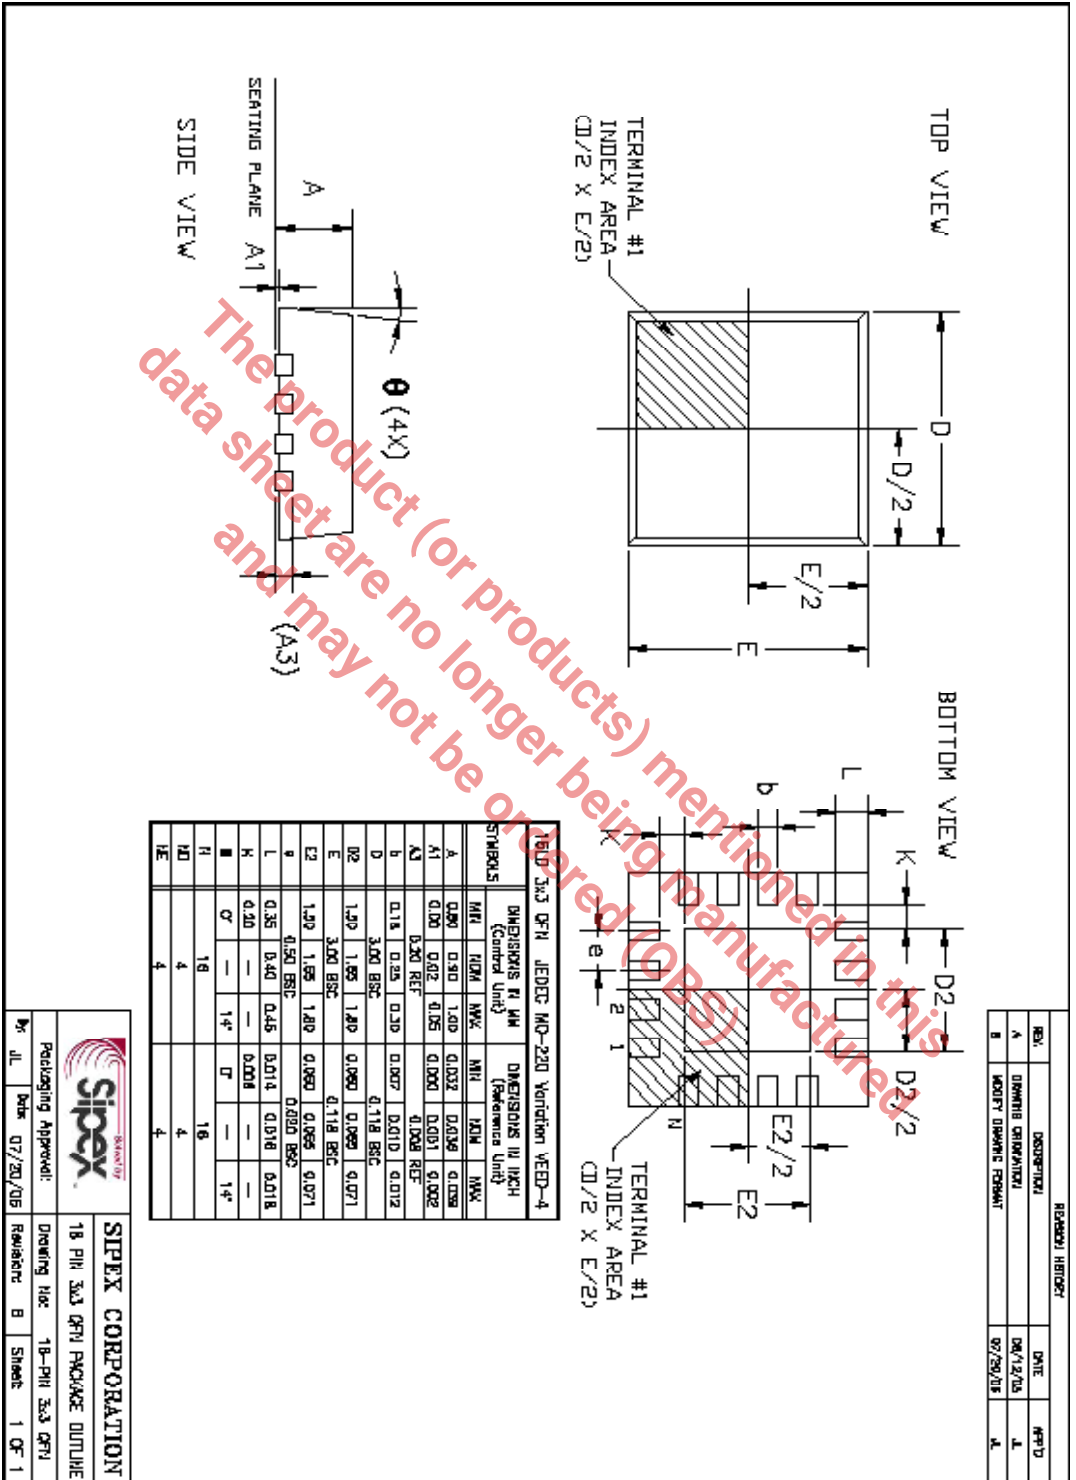 REVISION HISTORY
REV. DESCRIPTION DATE APP'D
A DRAWING ORIGINATION 08/12/05 JL
B MODIFY DRAWING FORMAT 07/20/06 JL
TOP VIEW
D
D/2
E/2
E
TERMINAL #1
INDEX AREA
(D/2 X E/2)
BOTTOM VIEW
K
D2
D2/2
L
b
E2/2
E2
K
e
2 1
N
TERMINAL #1
INDEX AREA
(D/2 X E/2)
SIDE VIEW
SEATING PLANE
A
A1
θ (4X)
(A3)
16LD 3x3 QFN JEDEC MO-220 Variation VEED-4
SYMBOLS
DIMENSIONS IN MM
(Control Unit)
DIMENSIONS IN INCH
(Reference Unit)
MIN NOM MAX MIN NOM MAX
A 0.80 0.90 1.00 0.032 0.036 0.039
A1 0.00 0.02 0.05 0.000 0.001 0.002
A3 0.20 REF 0.008 REF
b 0.18 0.25 0.30 0.007 0.010 0.012
D 3.00 BSC 0.118 BSC
D2 1.50 1.65 1.80 0.060 0.065 0.071
E 3.00 BSC 0.118 BSC
E2 1.50 1.65 1.80 0.060 0.065 0.071
e 0.50 BSC 0.020 BSC
L 0.35 0.40 0.45 0.014 0.016 0.018
K 0.20 — — 0.008 — —
0° — 14° 0° — 14°
N 16 16
ND 4 4
NE 4 4
Sipex
SIPEX CORPORATION
16 PIN 3x3 QFN PACKAGE OUTLINE
Packaging Approval:
Drawing No: 16-PIN 3x3 QFN
By: JL Date: 07/20/06 Revision: B Sheet: 1 OF 1
The product (or products) mentioned in this
data sheet are no longer being manufactured
and may not be ordered (OBS)